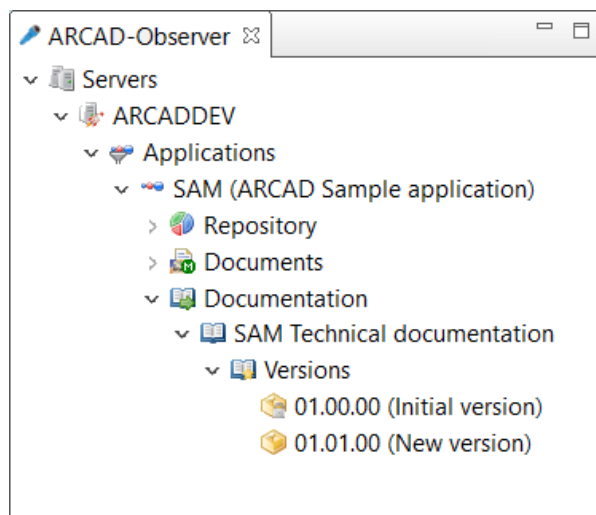 ARCAD-Observer
Servers
ARCADDEV
Applications
SAM (ARCAD Sample application)
Repository
Documents
Documentation
SAM Technical documentation
Versions
01.00.00 (Initial version)
01.01.00 (New version)